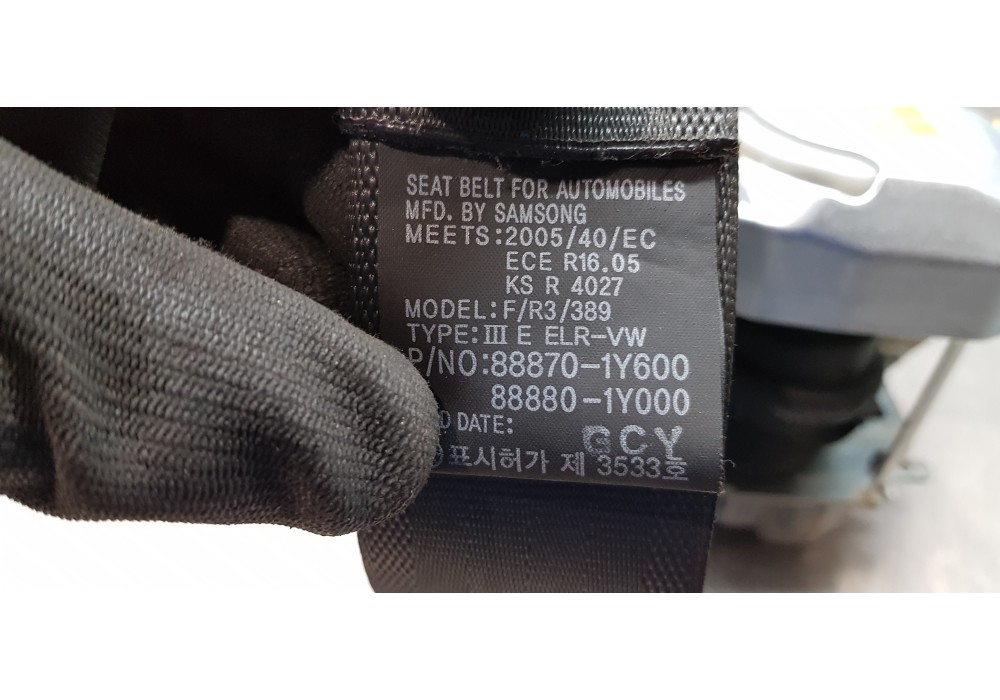 SEAT BELT FOR AUTOMOBILES
MFD. BY SAMSONG
MEETS:2005/40/EC
ECE R16.05
KS R 4027
MODEL:F/R3/389
TYPE:Ⅲ E ELR-VW
P/NO:88870-1Y600
88880-1Y000
DATE:
GCY
표시허가 제 3533호